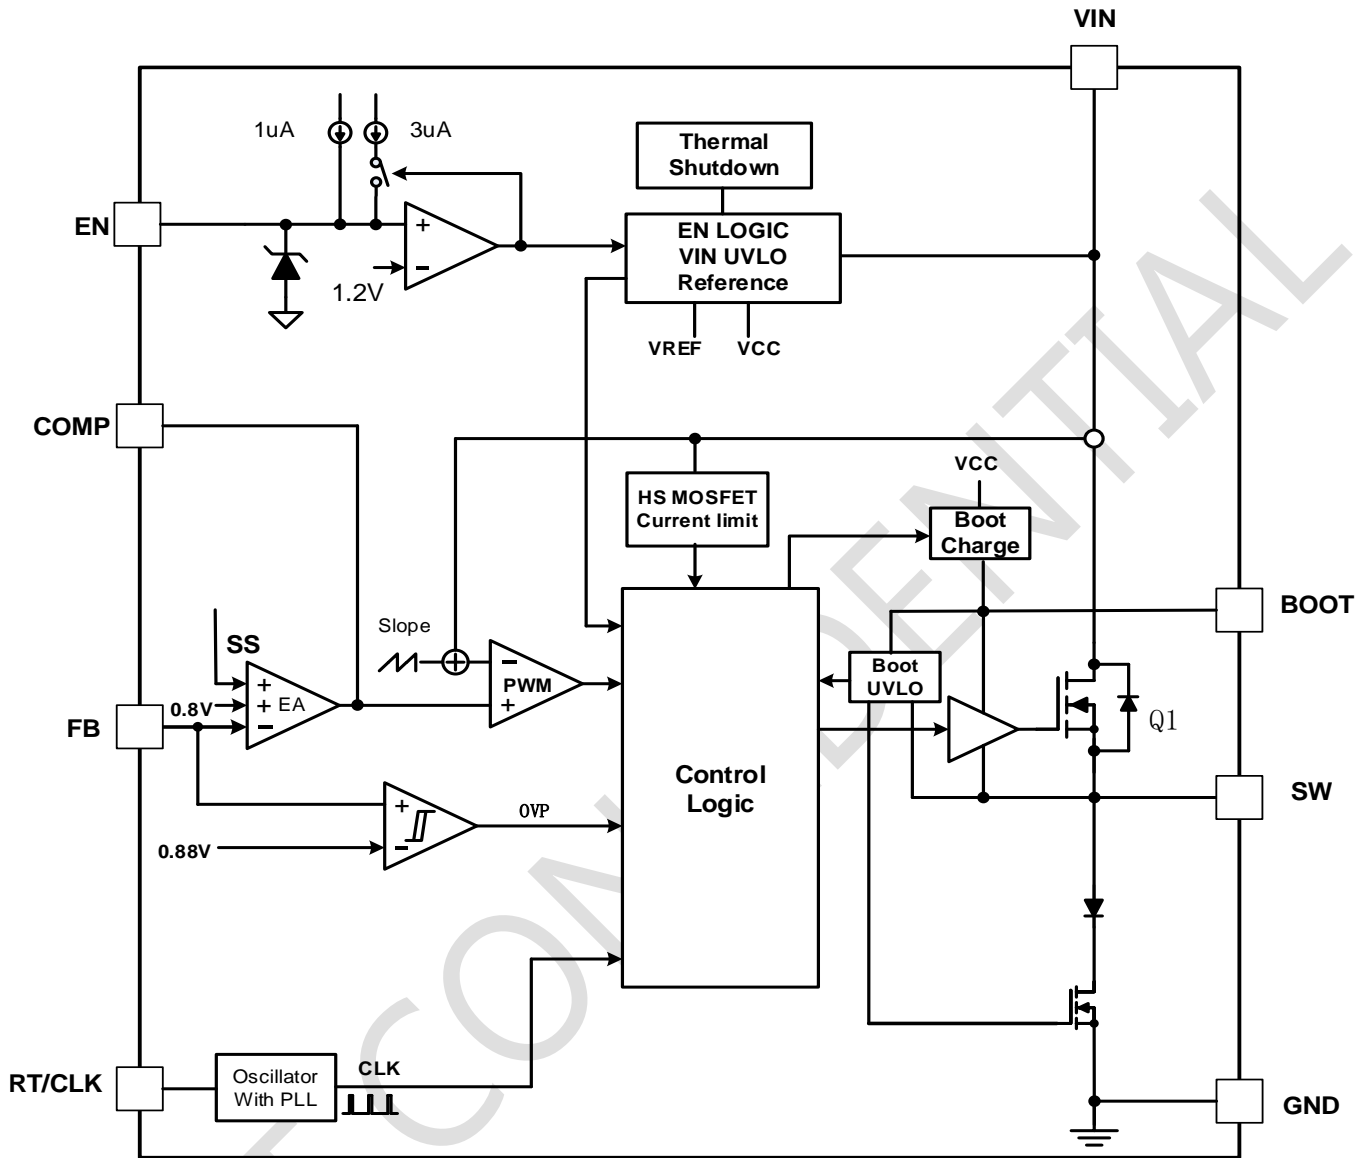 VIN
1uA
3uA
Thermal
Shutdown
EN
EN LOGIC
VIN UVLO
Reference
1.2V
VREF
VCC
COMP
HS MOSFET
Current limit
VCC
Boot
Charge
BOOT
Slope
SS
PWM
Boot
UVLO
EA
0.8V
FB
Q1
Control
Logic
SW
OVP
0.88V
RT/CLK
Oscillator
With PLL
CLK
GND